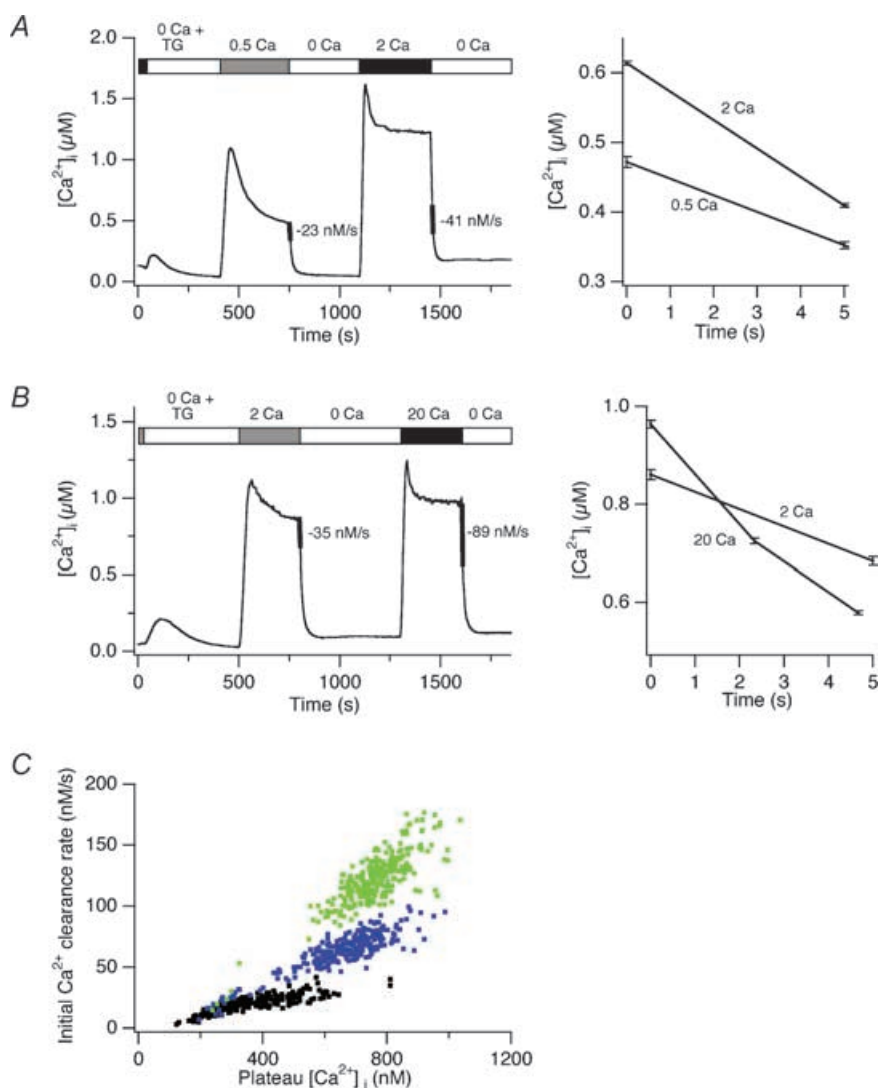 A
0 Ca +
TG
0.5 Ca
0 Ca
2 Ca
0 Ca
2.0
1.5
1.0
0.5
0.0
[Ca²⁺]ᵢ (µM)
-23 nM/s
-41 nM/s
0
500
1000
1500
Time (s)
0.6
0.5
0.4
0.3
[Ca²⁺]ᵢ (µM)
2 Ca
0.5 Ca
0 1 2 3 4 5
Time (s)
B
0 Ca +
TG
2 Ca
0 Ca
20 Ca
0 Ca
1.5
1.0
0.5
0.0
[Ca²⁺]ᵢ (µM)
-35 nM/s
-89 nM/s
0
500
1000
1500
Time (s)
1.0
0.8
0.6
[Ca²⁺]ᵢ (µM)
2 Ca
20 Ca
0 1 2 3 4 5
Time (s)
C
200
150
100
50
0
Initial Ca²⁺ clearance rate (nM/s)
0
400
800
1200
Plateau [Ca²⁺]ᵢ (nM)